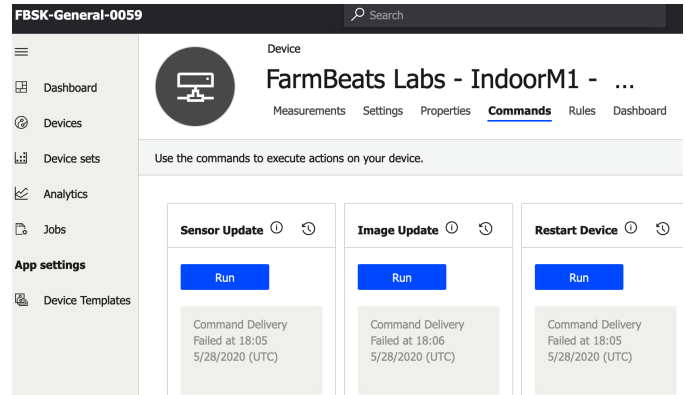 FBSK-General-0059
Search
Dashboard
Devices
Device sets
Analytics
Jobs
App settings
Device Templates
Device
FarmBeats Labs - IndoorM1 - ...
Measurements Settings Properties Commands Rules Dashboard
Use the commands to execute actions on your device.
Sensor Update
Run
Command Delivery
Failed at 18:05
5/28/2020 (UTC)
Image Update
Run
Command Delivery
Failed at 18:06
5/28/2020 (UTC)
Restart Device
Run
Command Delivery
Failed at 18:05
5/28/2020 (UTC)